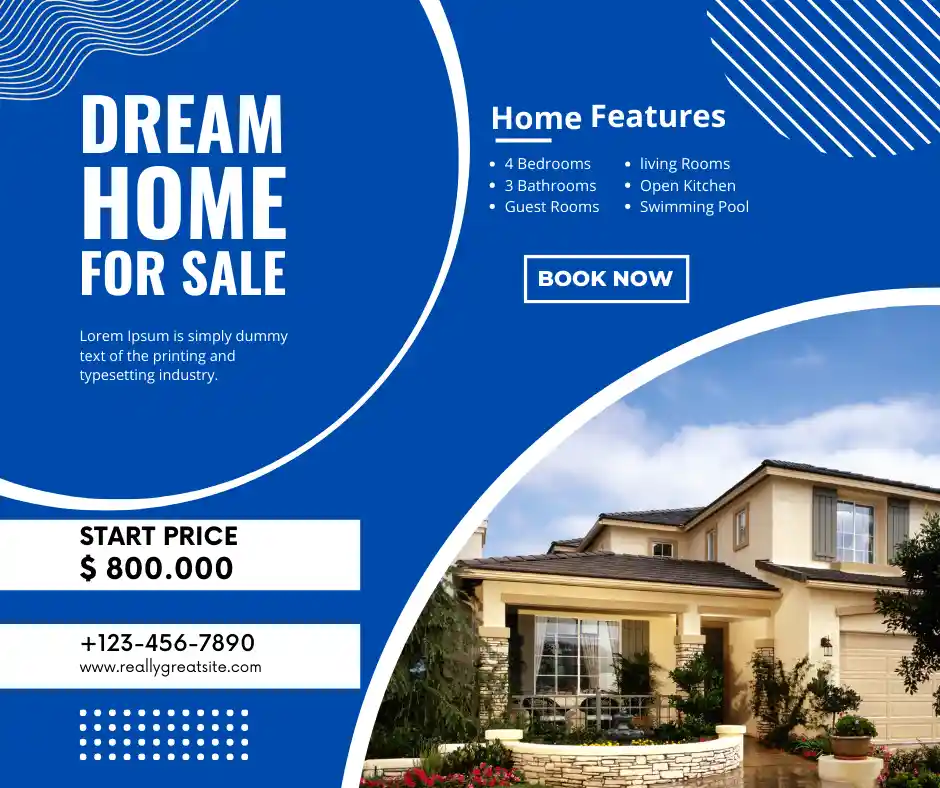 DREAM
HOME
FOR SALE
Lorem Ipsum is simply dummy
text of the printing and
typesetting industry.
Home Features
4 Bedrooms
3 Bathrooms
Guest Rooms
living Rooms
Open Kitchen
Swimming Pool
BOOK NOW
START PRICE
$ 800.000
+123-456-7890
www.reallygreatsite.com